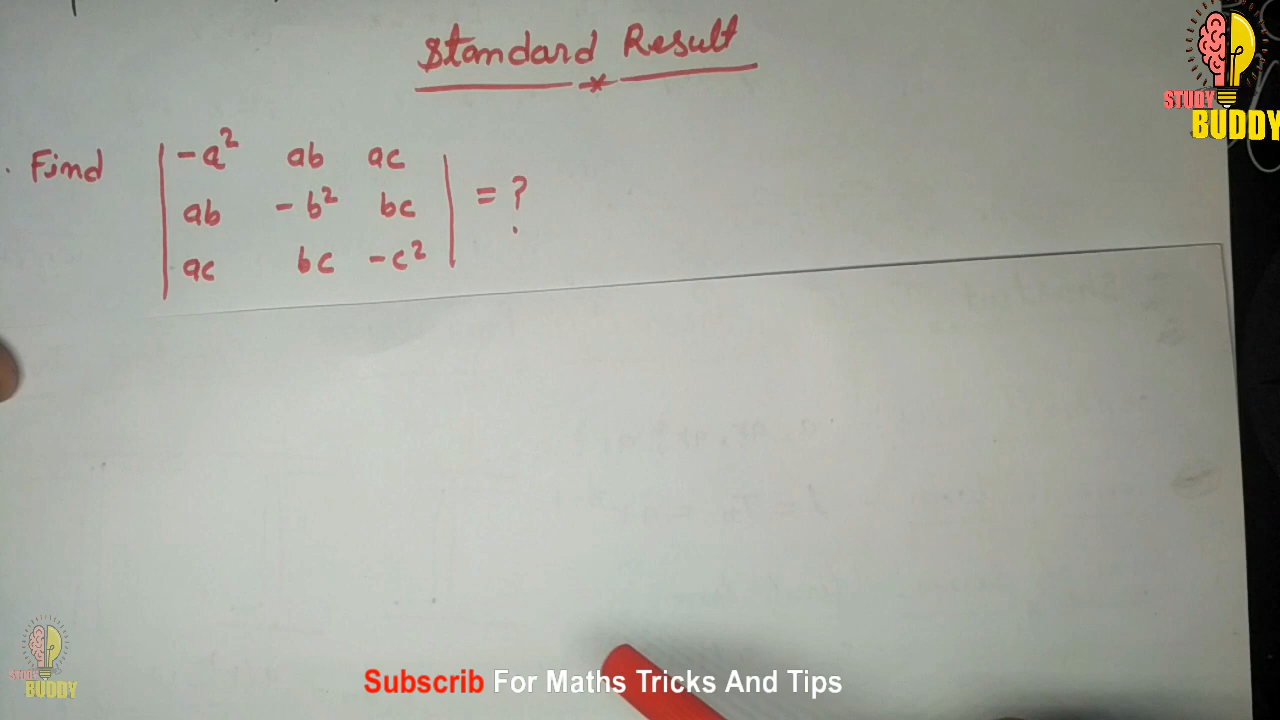 Standard Result
STUDY
BUDDY
. Find | -a² ab ac |
| ab -b² bc | = ?
| ac bc -c² |
STUDY
BUDDY
Subscrib For Maths Tricks And Tips